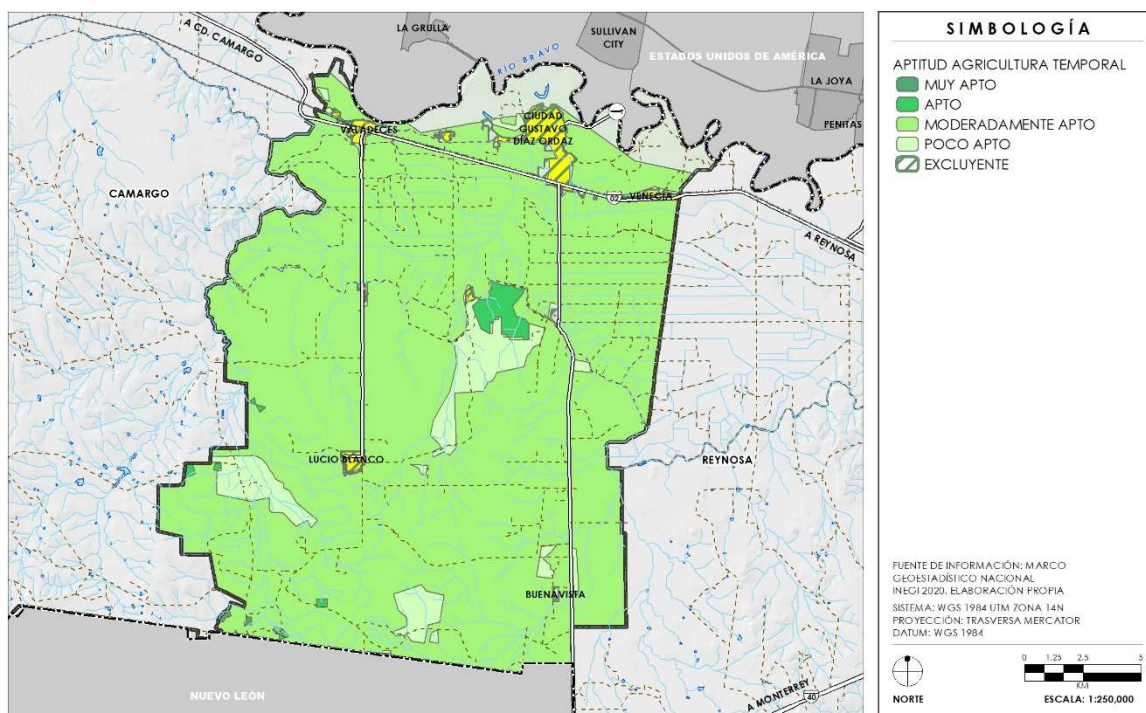 LA GRULLA
SULLIVAN
CITY
ESTADOS UNIDOS DE AMÉRICA
A CD. CAMARGO
RÍO BRAVO
LA JOYA
PENITAS
VALADECES
CIUDAD
GUSTAVO
DÍAZ ORDAZ
CAMARGO
02
VENECIA
A REYNOSA
LUCIO BLANCO
REYNOSA
BUENAVISTA
NUEVO LEÓN
A MONTERREY
40
SIMBOLOGÍA
APTITUD AGRICULTURA TEMPORAL
MUY APTO
APTO
MODERADAMENTE APTO
POCO APTO
EXCLUYENTE
FUENTE DE INFORMACIÓN: MARCO
GEOESTADÍSTICO NACIONAL
INEGI 2020. ELABORACIÓN PROPIA
SISTEMA: WGS 1984 UTM ZONA 14N
PROYECCIÓN: TRASVERSA MERCATOR
DATUM: WGS 1984
NORTE
0 1.25 2.5 5
KM
ESCALA: 1:250,000